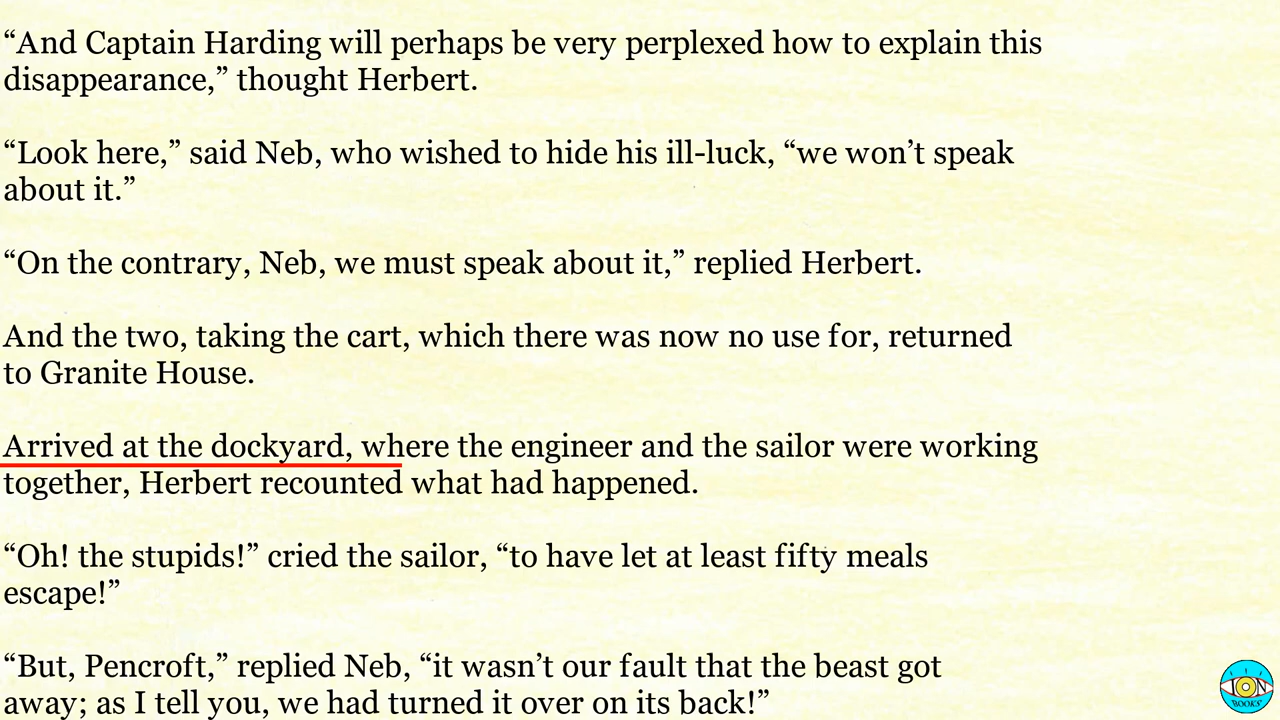 “And Captain Harding will perhaps be very perplexed how to explain this
disappearance,” thought Herbert.
“Look here,” said Neb, who wished to hide his ill-luck, “we won’t speak
about it.”
“On the contrary, Neb, we must speak about it,” replied Herbert.
And the two, taking the cart, which there was now no use for, returned
to Granite House.
Arrived at the dockyard, where the engineer and the sailor were working
together, Herbert recounted what had happened.
“Oh! the stupids!” cried the sailor, “to have let at least fifty meals
escape!”
“But, Pencroft,” replied Neb, “it wasn’t our fault that the beast got
away; as I tell you, we had turned it over on its back!”
ION
BOOKS